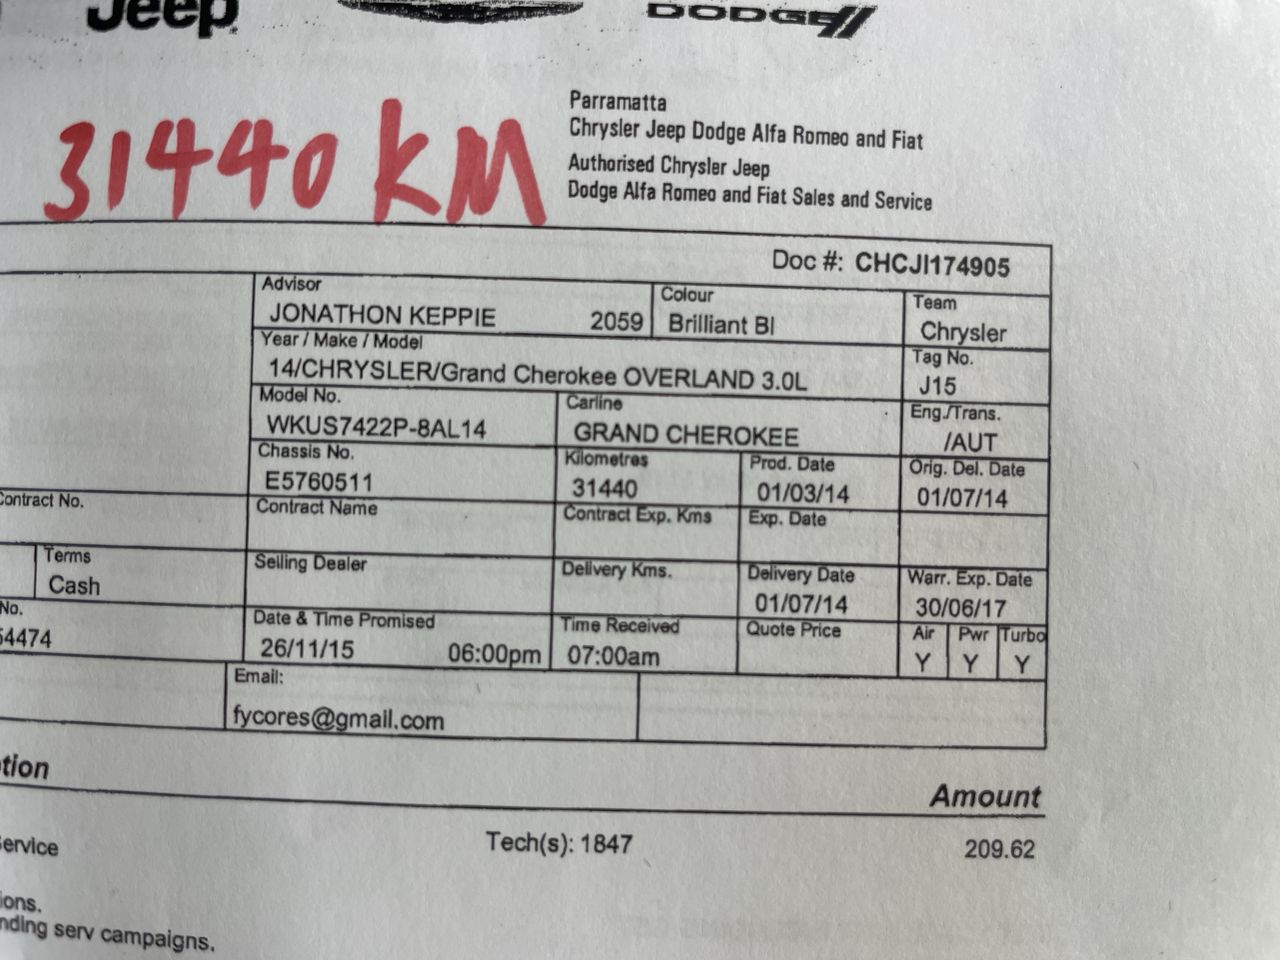 Jeep
DODGE
31440 KM
Parramatta
Chrysler Jeep Dodge Alfa Romeo and Fiat
Authorised Chrysler Jeep
Dodge Alfa Romeo and Fiat Sales and Service
Doc #: CHCJI174905
Advisor
JONATHON KEPPIE 2059
Colour
Brilliant Bl
Team
Chrysler
Year / Make / Model
14/CHRYSLER/Grand Cherokee OVERLAND 3.0L
Tag No.
J15
Model No.
WKUS7422P-8AL14
Carline
GRAND CHEROKEE
Eng./Trans.
/AUT
Chassis No.
E5760511
Kilometres
31440
Prod. Date
01/03/14
Orig. Del. Date
01/07/14
Contract No.
Contract Name
Contract Exp. Kms
Exp. Date
Terms
Cash
Selling Dealer
Delivery Kms.
Delivery Date
01/07/14
Warr. Exp. Date
30/06/17
No.
54474
Date & Time Promised
26/11/15 06:00pm
Time Received
07:00am
Quote Price
Air Pwr Turbo
Y Y Y
Email:
fycores@gmail.com
tion Amount
Service Tech(s): 1847 209.62
ions.
nding serv campaigns.